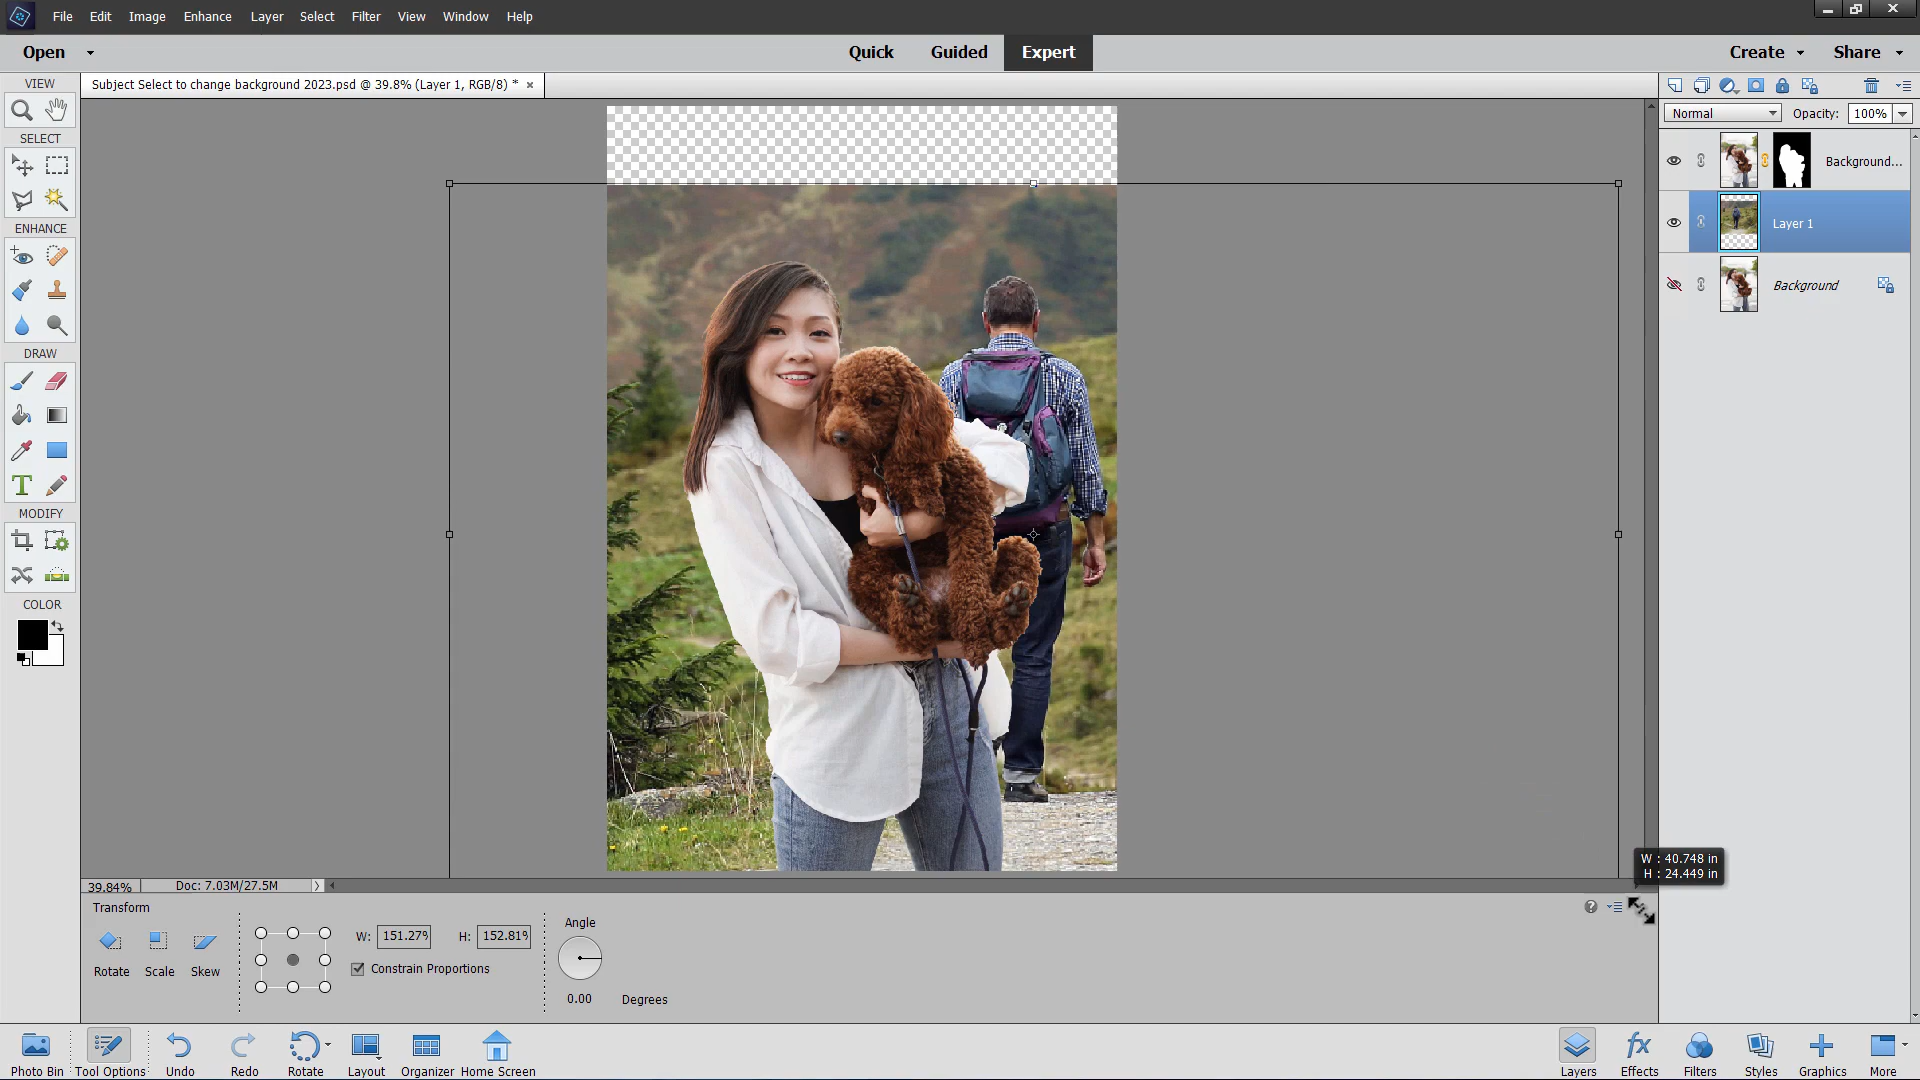 File Edit Image Enhance Layer Select Filter View Window Help
Open Quick Guided Expert Create Share
VIEW
Subject Select to change background 2023.psd @ 39.8% (Layer 1, RGB/8) *
Normal Opacity: 100%
SELECT
Background...
ENHANCE
Layer 1
Background
DRAW
T
MODIFY
COLOR
W : 40.748 in
H : 24.449 in
39.84% Doc: 7.03M/27.5M
Transform
Angle
W: 151.27% H: 152.81%
Rotate Scale Skew
Constrain Proportions
0.00 Degrees
fx
Photo Bin Tool Options Undo Redo Rotate Layout Organizer Home Screen Layers Effects Filters Styles Graphics More